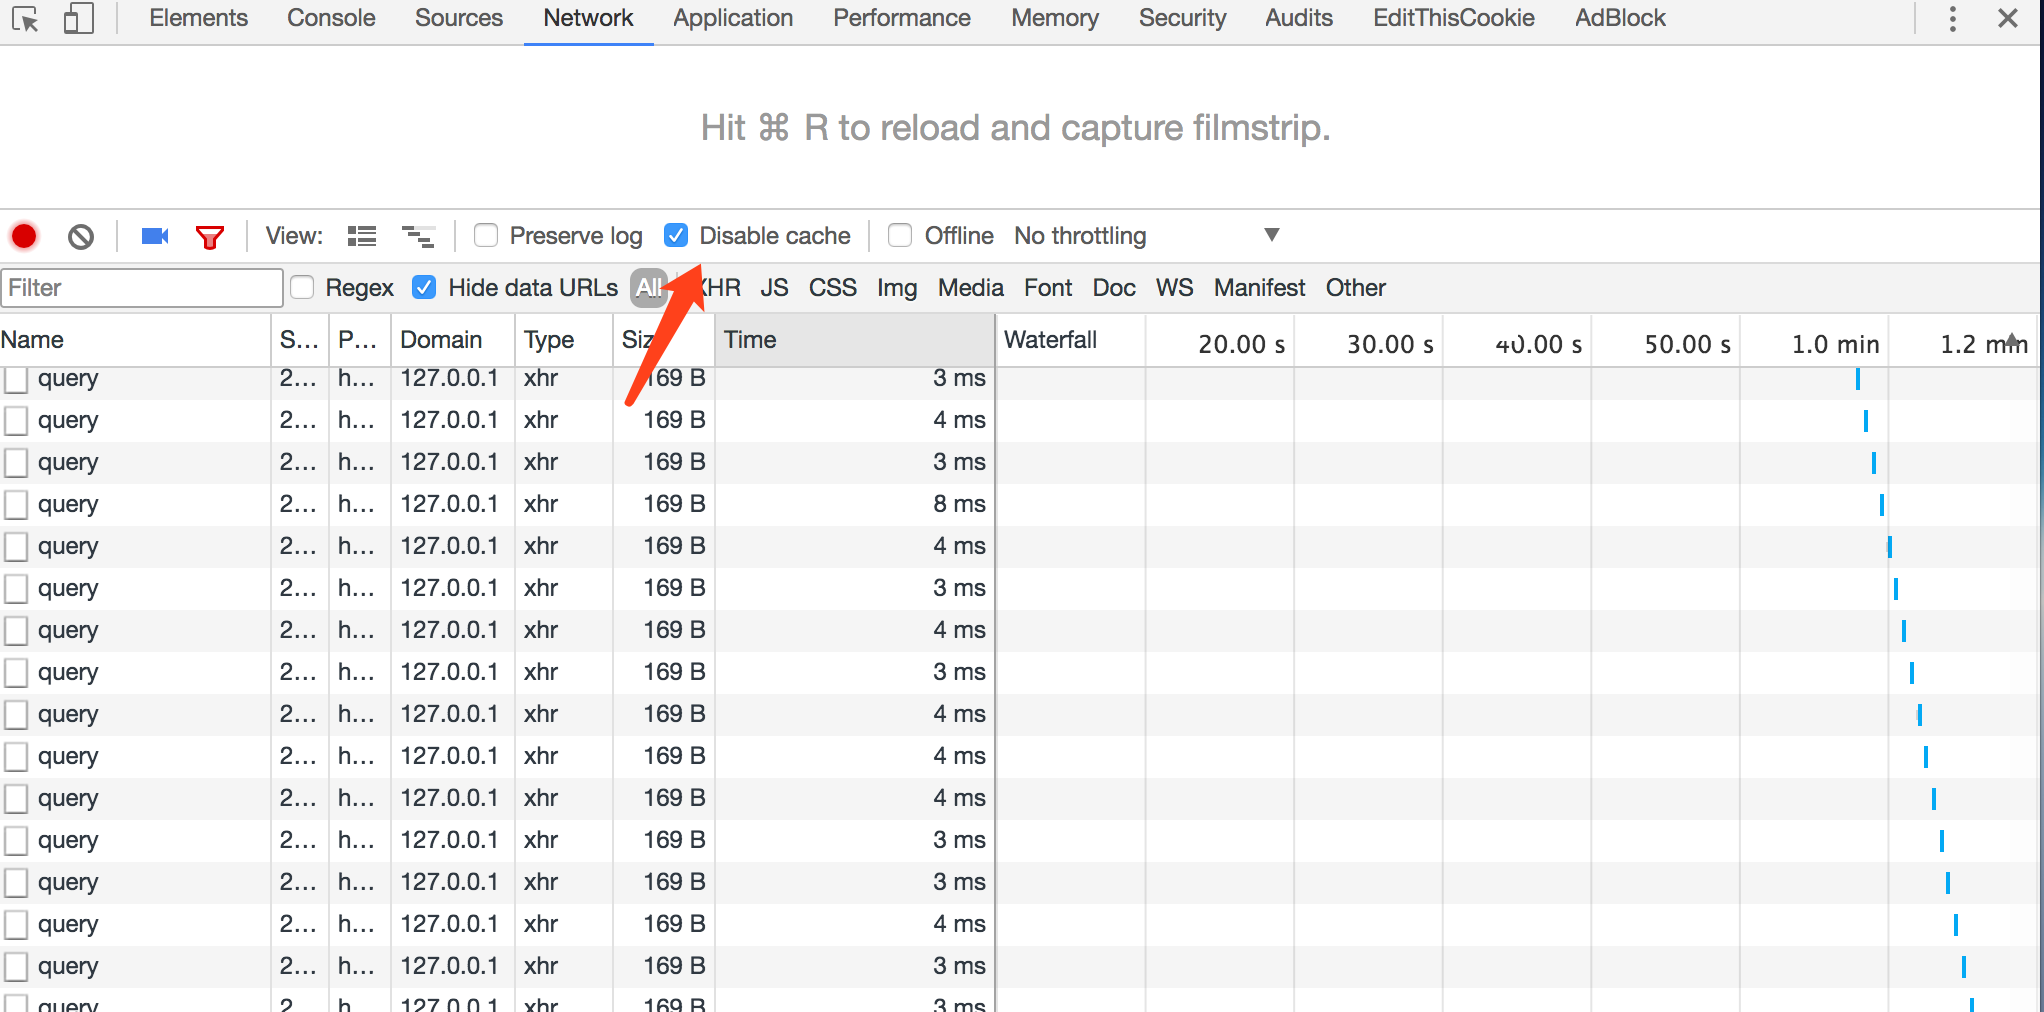 Elements Console Sources Network Application Performance Memory Security Audits EditThisCookie AdBlock
Hit ⌘ R to reload and capture filmstrip.
View: Preserve log Disable cache Offline No throttling
Filter Regex Hide data URLs All XHR JS CSS Img Media Font Doc WS Manifest Other
Name S... P... Domain Type Siz Time Waterfall 20.00 s 30.00 s 40.00 s 50.00 s 1.0 min 1.2 min
query 2... h... 127.0.0.1 xhr 169 B 3 ms
query 2... h... 127.0.0.1 xhr 169 B 4 ms
query 2... h... 127.0.0.1 xhr 169 B 3 ms
query 2... h... 127.0.0.1 xhr 169 B 8 ms
query 2... h... 127.0.0.1 xhr 169 B 4 ms
query 2... h... 127.0.0.1 xhr 169 B 3 ms
query 2... h... 127.0.0.1 xhr 169 B 4 ms
query 2... h... 127.0.0.1 xhr 169 B 3 ms
query 2... h... 127.0.0.1 xhr 169 B 4 ms
query 2... h... 127.0.0.1 xhr 169 B 4 ms
query 2... h... 127.0.0.1 xhr 169 B 4 ms
query 2... h... 127.0.0.1 xhr 169 B 3 ms
query 2... h... 127.0.0.1 xhr 169 B 3 ms
query 2... h... 127.0.0.1 xhr 169 B 4 ms
query 2... h... 127.0.0.1 xhr 169 B 3 ms
query 2 h 127.0.0.1 xhr 169 B 3 ms